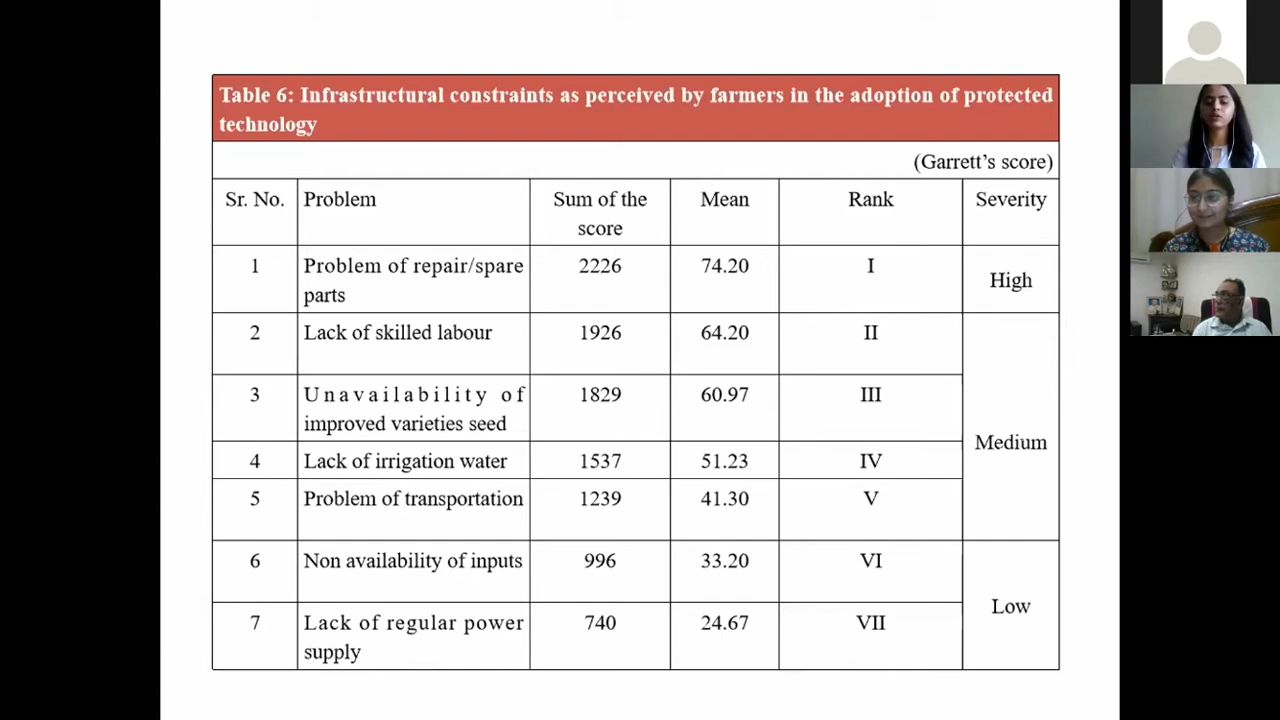 Table 6: Infrastructural constraints as perceived by farmers in the adoption of protected
technology
(Garrett's score)
Sr. No. Problem Sum of the score Mean Rank Severity
1 Problem of repair/spare parts 2226 74.20 I High
2 Lack of skilled labour 1926 64.20 II Medium
3 Unavailability of improved varieties seed 1829 60.97 III
4 Lack of irrigation water 1537 51.23 IV
5 Problem of transportation 1239 41.30 V
6 Non availability of inputs 996 33.20 VI Low
7 Lack of regular power supply 740 24.67 VII